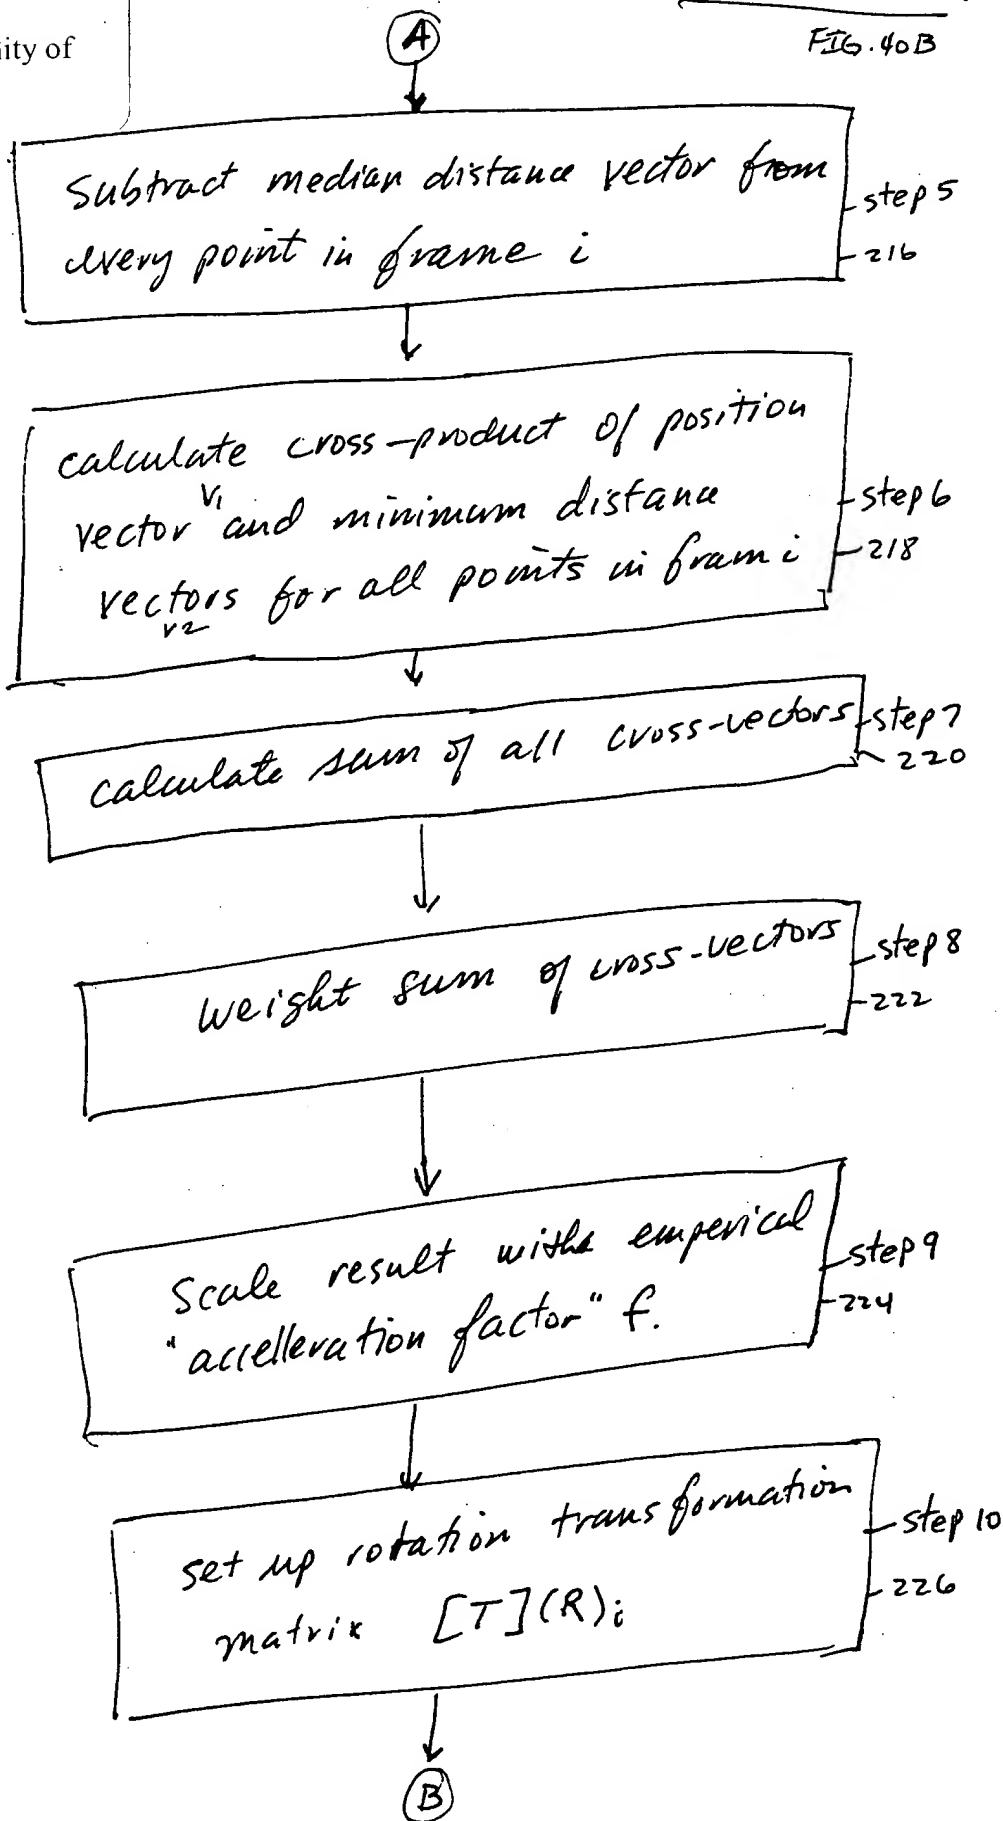 ity of
A
FIG. 40B
Subtract median distance vector from
every point in frame i
step 5
216
calculate cross-product of position
vector V1 and minimum distance
vectors for all points in fram i
V2
step 6
218
calculate sum of all cross-vectors
step 7
220
weight sum of cross-vectors
step 8
222
Scale result with emperical
"accelleration factor" f.
step 9
224
set up rotation transformation
matrix [T](R)i
step 10
226
B